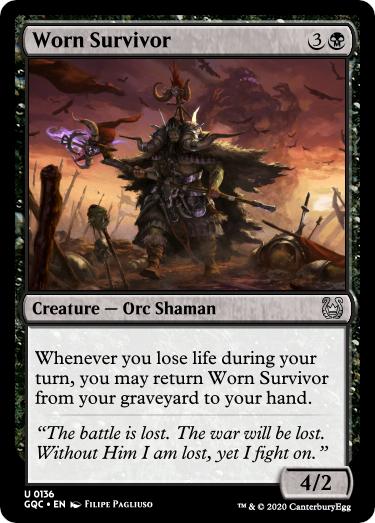 Worn Survivor 3
Creature — Orc Shaman
Whenever you lose life during your
turn, you may return Worn Survivor
from your graveyard to your hand.
“The battle is lost. The war will be lost.
Without Him I am lost, yet I fight on.”
4/2
U 0136
GQC • EN Filipe Pagliuso
™ & © 2020 CanterburyEgg